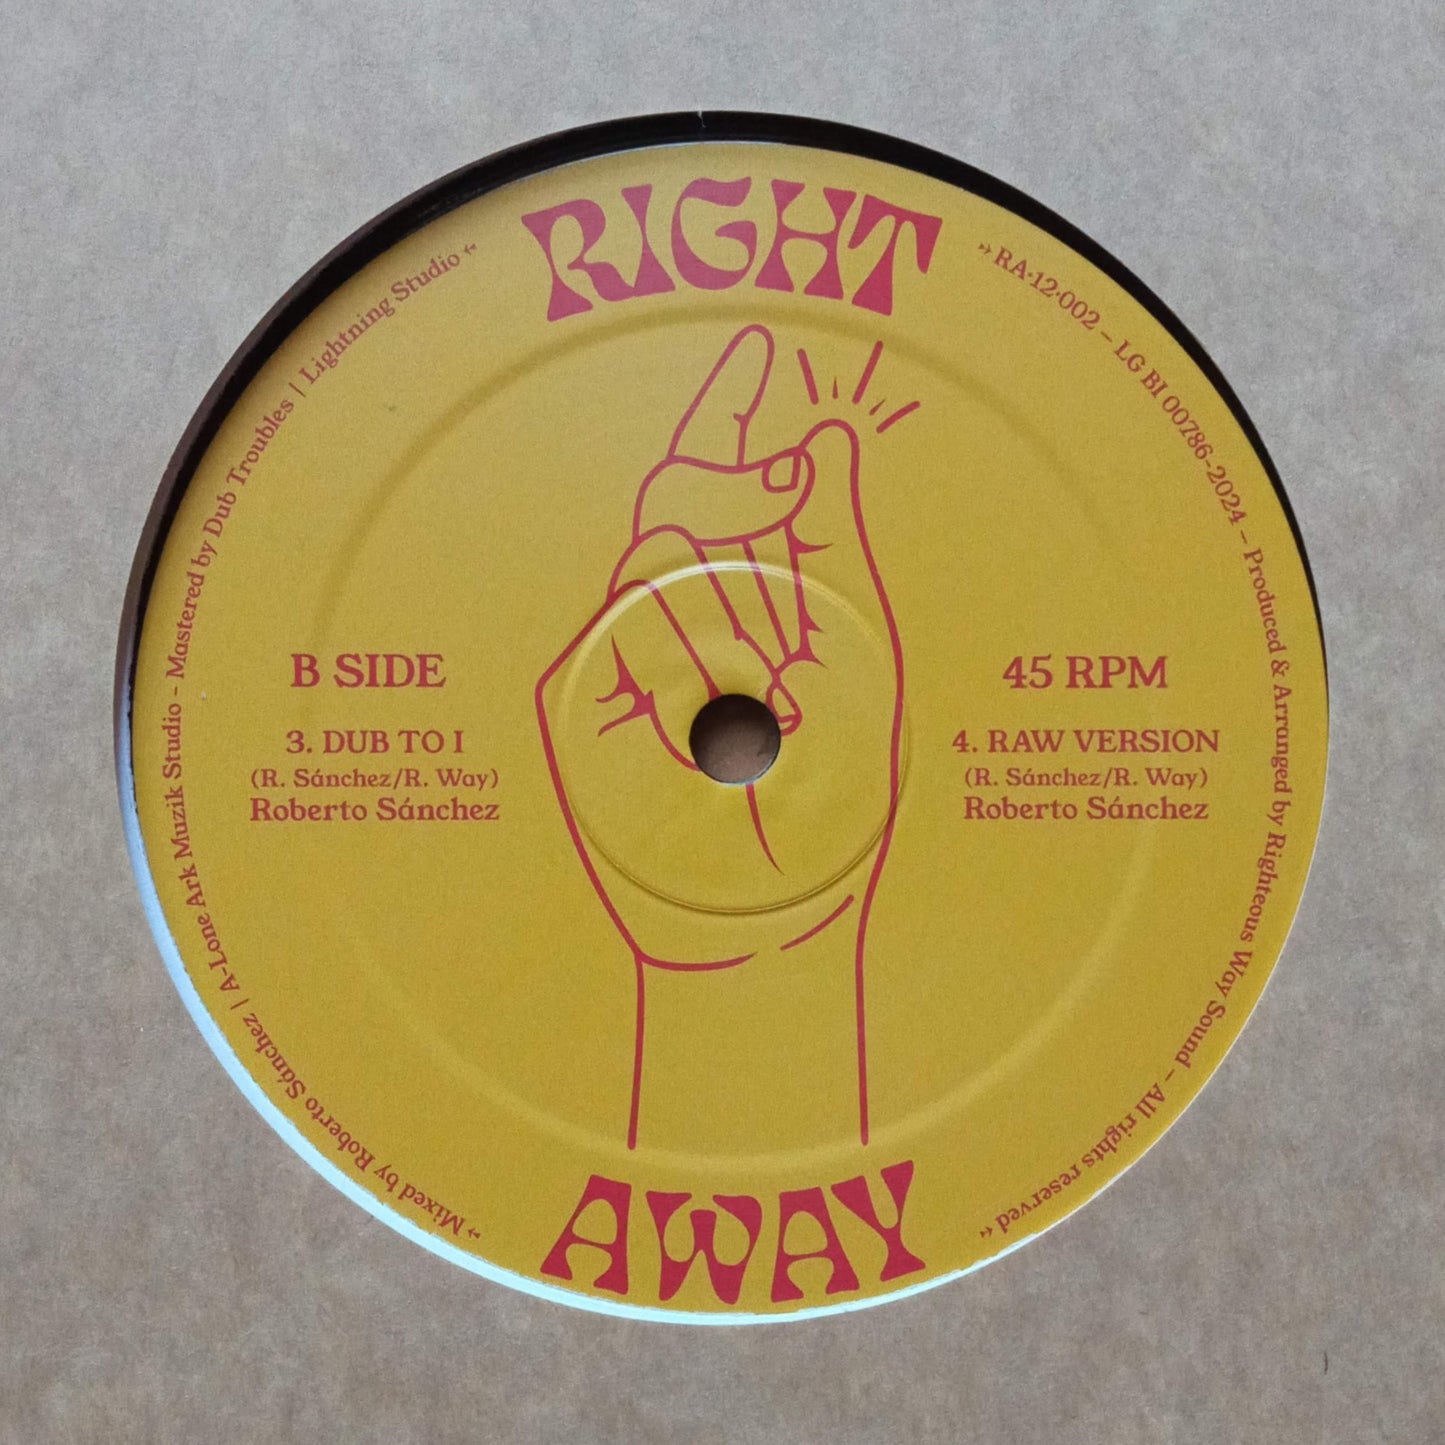 RIGHT
B SIDE
3. DUB TO I
(R. Sánchez/R. Way)
Roberto Sánchez
45 RPM
4. RAW VERSION
(R. Sánchez/R. Way)
Roberto Sánchez
AWAY
Mixed by Roberto Sánchez | A-Lone Ark Muzik Studio - Mastered by Dub Troubles | Lightning Studio
RA·12·002 – LG BI 00786-2024 – Produced & Arranged by Righteous Way Sound – All rights reserved